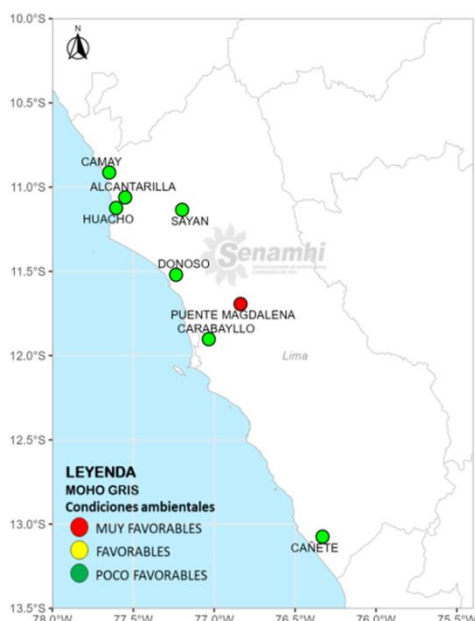 10.0°S
N
10.5°S
CAMAY
11.0°S
ALCANTARILLA
HUACHO
SAYAN
Senamhi
DONOSO
11.5°S
PUENTE MAGDALENA
CARABAYLLO
Lima
12.0°S
12.5°S
LEYENDA
MOHO GRIS
Condiciones ambientales
MUY FAVORABLES
FAVORABLES
POCO FAVORABLES
13.0°S
CAÑETE
13.5°S
78.0°W
77.5°W
77.0°W
76.5°W
76.0°W
75.5°W